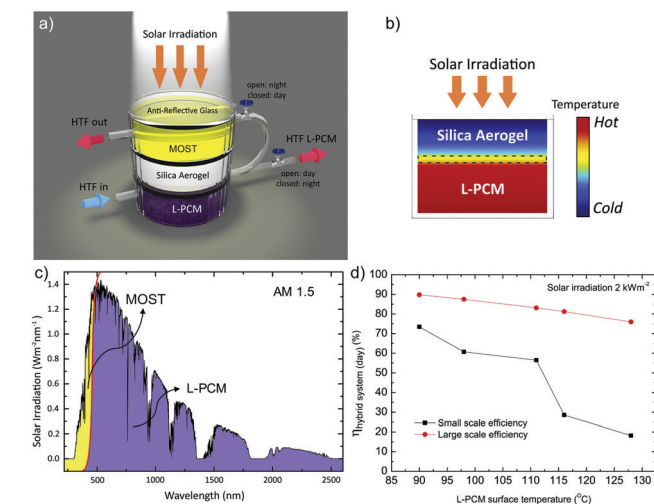 a)
Solar Irradiation
Anti-Reflective Glass
open: night
closed: day
HTF out
HTF L-PCM
MOST
Silica Aerogel
open: day
closed: night
HTF in
L-PCM
b)
Solar Irradiation
Temperature
Silica Aerogel
Hot
L-PCM
Cold
c)
AM 1.5
MOST
L-PCM
Solar Irradiation (Wm⁻²nm⁻¹)
1.4
1.2
1.0
0.8
0.6
0.4
0.2
0.0
500 1000 1500 2000 2500
Wavelength (nm)
d)
Solar irradiation 2 kWm⁻²
ηhybrid system (day) (%)
100
90
80
70
60
50
40
30
20
10
0
Small scale efficiency
Large scale efficiency
85 90 95 100 105 110 115 120 125 130
L-PCM surface temperature (°C)